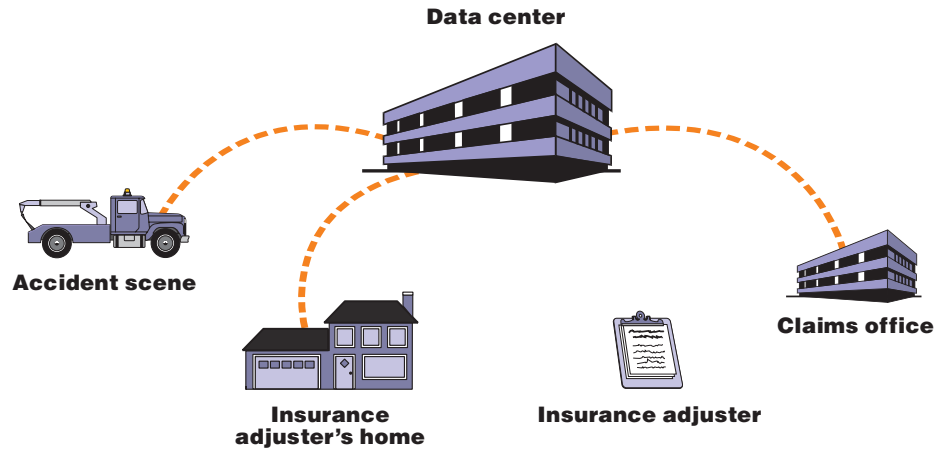 Data center
Accident scene
Claims office
Insurance
adjuster’s home
Insurance adjuster